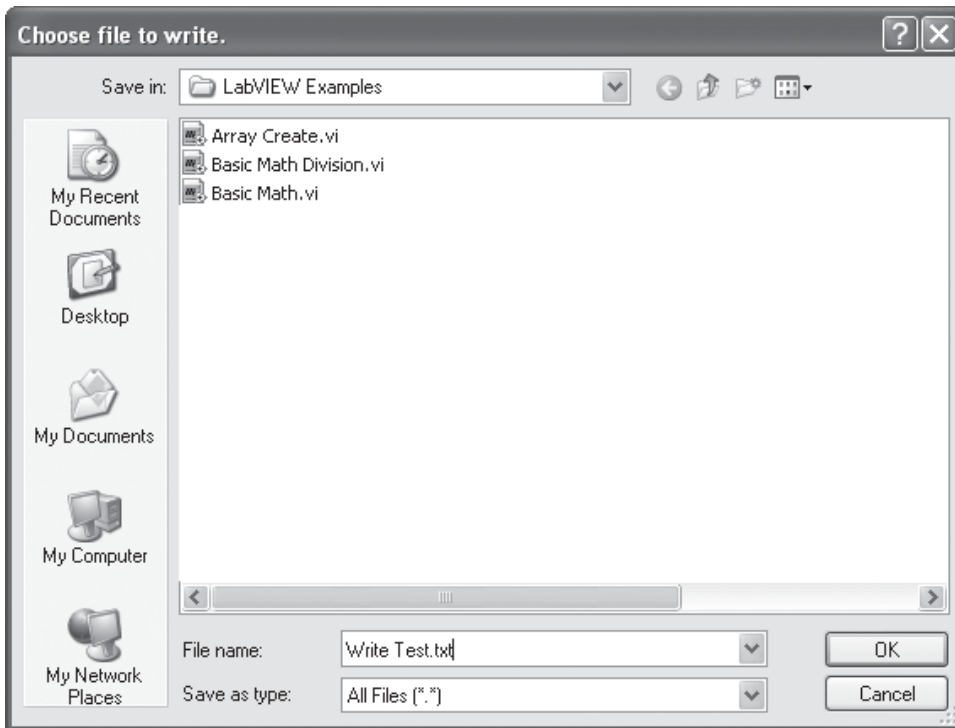 Choose file to write.
?
Save in:
LabVIEW Examples
Array Create.vi
Basic Math Division.vi
Basic Math.vi
My Recent
Documents
Desktop
My Documents
My Computer
My Network
Places
File name:
Write Test.txt
OK
Save as type:
All Files (*.*)
Cancel